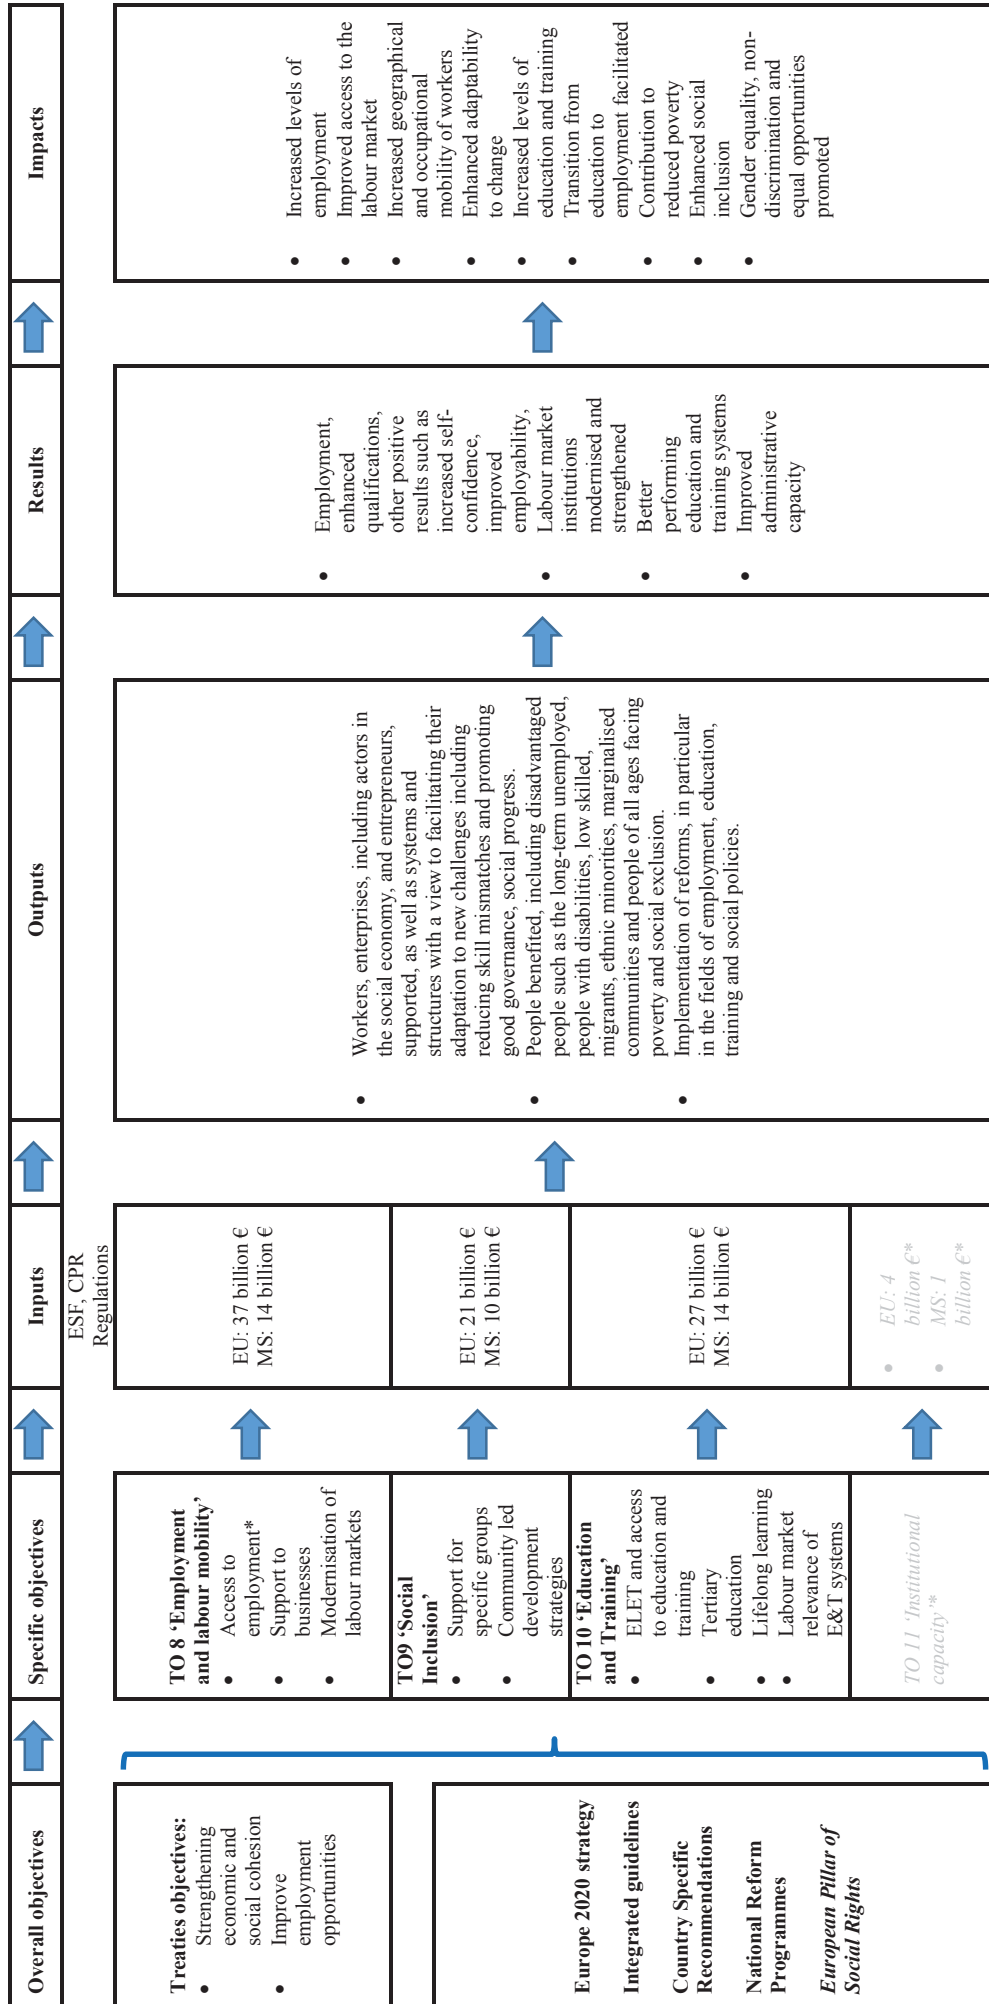 Overall objectives
Specific objectives
Inputs
Outputs
Results
Impacts
Treaties objectives:
• Strengthening
economic and
social cohesion
• Improve
employment
opportunities
Europe 2020 strategy
Integrated guidelines
Country Specific
Recommendations
National Reform
Programmes
European Pillar of
Social Rights
TO 8 ‘Employment
and labour mobility’
• Access to
employment*
• Support to
businesses
• Modernisation of
labour markets
TO9 ‘Social
Inclusion’
• Support for
specific groups
• Community led
development
strategies
TO 10 ‘Education
and Training’
• ELET and access
to education and
training
• Tertiary
education
• Lifelong learning
• Labour market
relevance of
E&T systems
TO 11 ‘Institutional
capacity’*
ESF, CPR
Regulations
EU: 37 billion €
MS: 14 billion €
EU: 21 billion €
MS: 10 billion €
EU: 27 billion €
MS: 14 billion €
• EU: 4
billion €*
• MS: 1
billion €*
• Workers, enterprises, including actors in
the social economy, and entrepreneurs,
supported, as well as systems and
structures with a view to facilitating their
adaptation to new challenges including
reducing skill mismatches and promoting
good governance, social progress.
• People benefited, including disadvantaged
people such as the long-term unemployed,
people with disabilities, low skilled,
migrants, ethnic minorities, marginalised
communities and people of all ages facing
poverty and social exclusion.
• Implementation of reforms, in particular
in the fields of employment, education,
training and social policies.
• Employment,
enhanced
qualifications,
other positive
results such as
increased self-
confidence,
improved
employability,
• Labour market
institutions
modernised and
strengthened
• Better
performing
education and
training systems
• Improved
administrative
capacity
• Increased levels of
employment
• Improved access to the
labour market
• Increased geographical
and occupational
mobility of workers
• Enhanced adaptability
to change
• Increased levels of
education and training
• Transition from
education to
employment facilitated
• Contribution to
reduced poverty
• Enhanced social
inclusion
• Gender equality, non-
discrimination and
equal opportunities
promoted